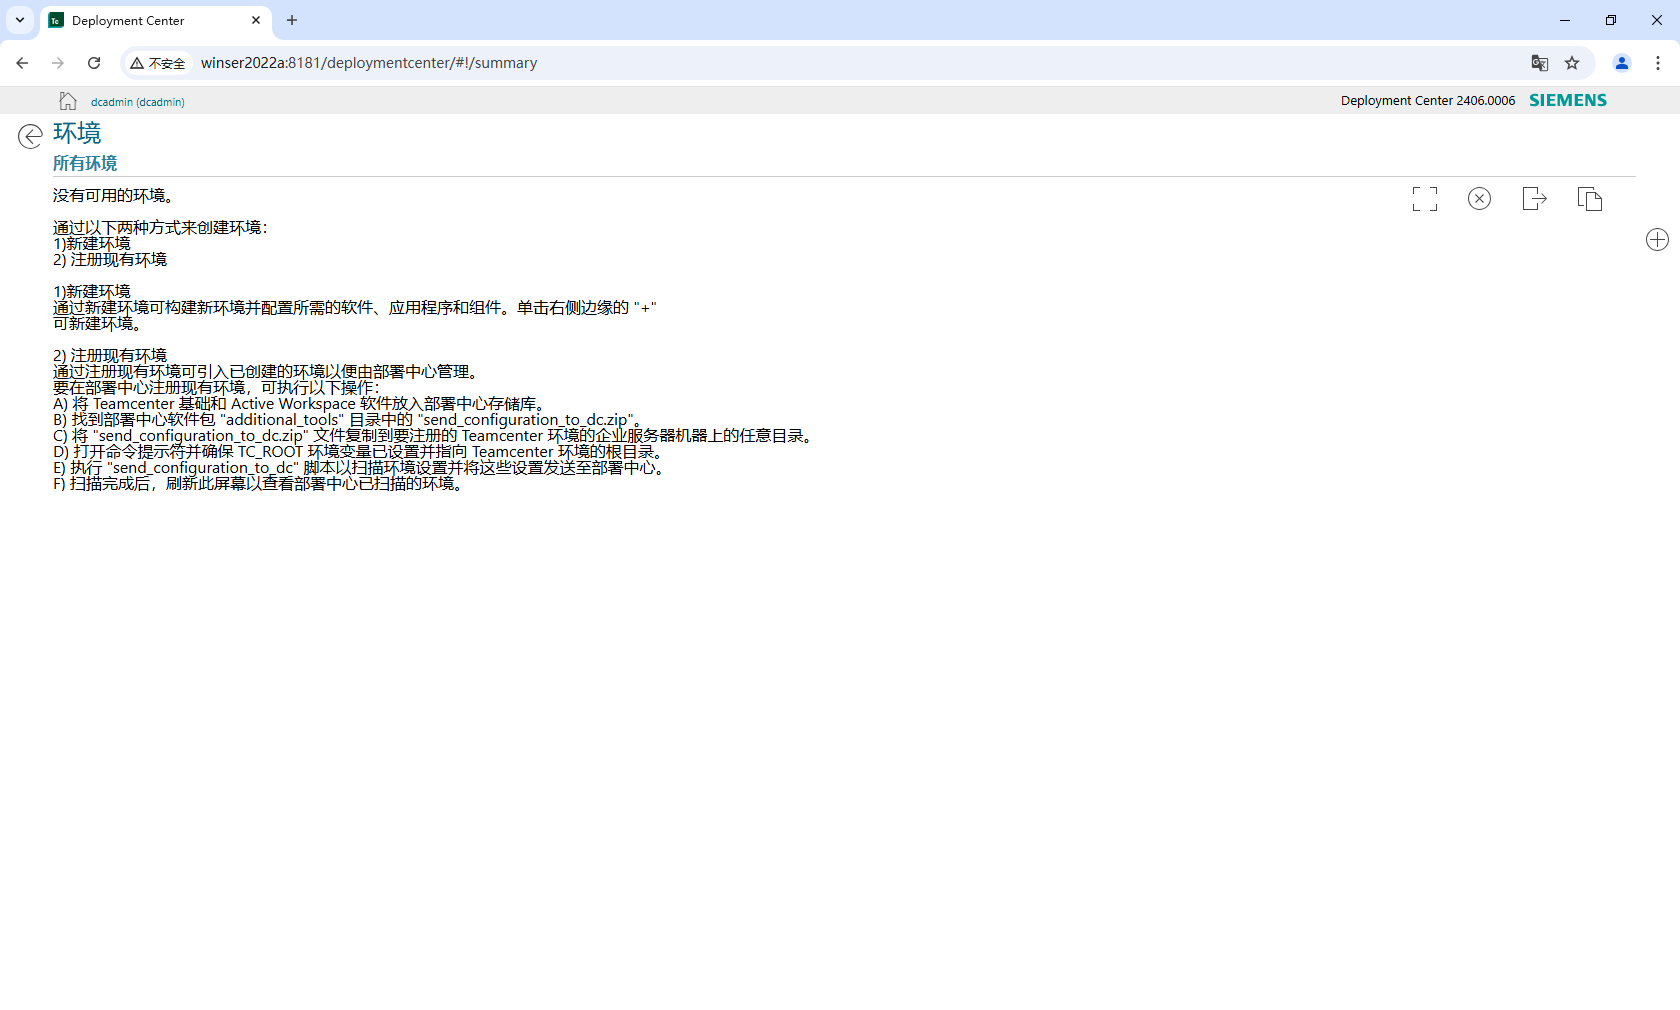 Deployment Center
不安全
winser2022a:8181/deploymentcenter/#!/summary
dcadmin (dcadmin)
Deployment Center 2406.0006
SIEMENS
环境
所有环境
没有可用的环境。
通过以下两种方式来创建环境：
1)新建环境
2) 注册现有环境
1)新建环境
通过新建环境可构建新环境并配置所需的软件、应用程序和组件。单击右侧边缘的 "+"
可新建环境。
2) 注册现有环境
通过注册现有环境可引入已创建的环境以便由部署中心管理。
要在部署中心注册现有环境，可执行以下操作：
A) 将 Teamcenter 基础和 Active Workspace 软件放入部署中心存储库。
B) 找到部署中心软件包 "additional_tools" 目录中的 "send_configuration_to_dc.zip"。
C) 将 "send_configuration_to_dc.zip" 文件复制到要注册的 Teamcenter 环境的企业服务器机器上的任意目录。
D) 打开命令提示符并确保 TC_ROOT 环境变量已设置并指向 Teamcenter 环境的根目录。
E) 执行 "send_configuration_to_dc" 脚本以扫描环境设置并将这些设置发送至部署中心。
F) 扫描完成后，刷新此屏幕以查看部署中心已扫描的环境。